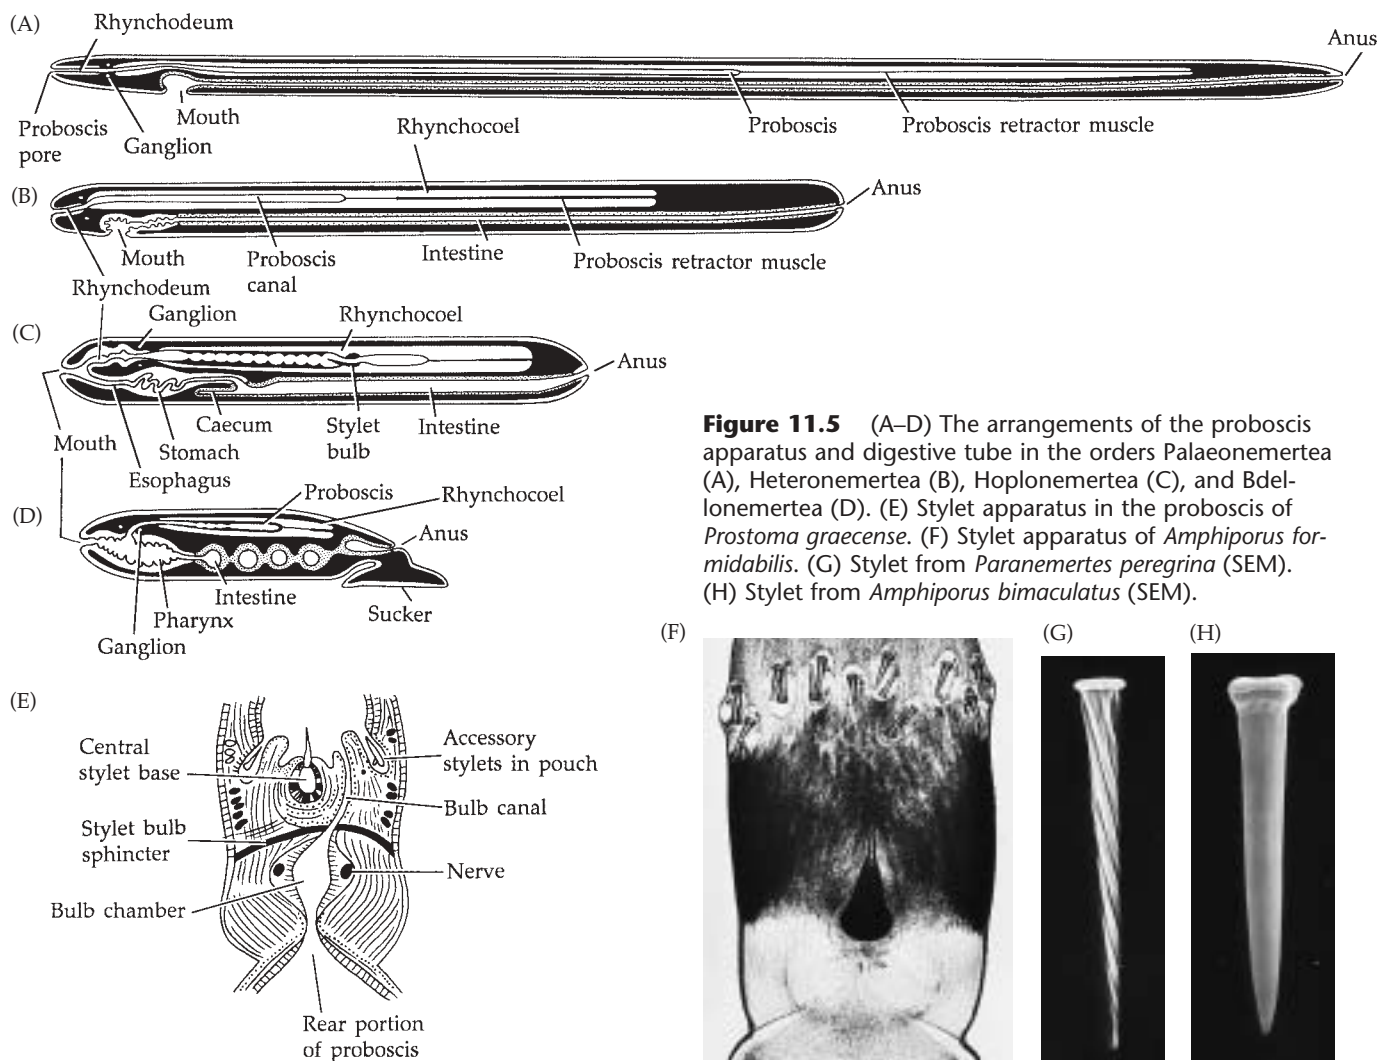 (A)
Rhynchodeum
Anus
Proboscis
pore
Ganglion
Mouth
Proboscis
Proboscis retractor muscle
(B)
Rhynchocoel
Anus
Mouth
Proboscis
canal
Intestine
Proboscis retractor muscle
Rhynchodeum
(C)
Ganglion
Rhynchocoel
Anus
Mouth
Esophagus
Stomach
Caecum
Stylet
bulb
Intestine
(D)
Proboscis
Rhynchocoel
Anus
Intestine
Pharynx
Ganglion
Sucker
Figure 11.5 (A–D) The arrangements of the proboscis
apparatus and digestive tube in the orders Palaeonemertea
(A), Heteronemertea (B), Hoplonemertea (C), and Bdel-
lonemertea (D). (E) Stylet apparatus in the proboscis of
Prostoma graecense. (F) Stylet apparatus of Amphiporus for-
midabilis. (G) Stylet from Paranemertes peregrina (SEM).
(H) Stylet from Amphiporus bimaculatus (SEM).
(E)
Central
stylet base
Stylet bulb
sphincter
Bulb chamber
Accessory
stylets in pouch
Bulb canal
Nerve
Rear portion
of proboscis
(F)
(G)
(H)